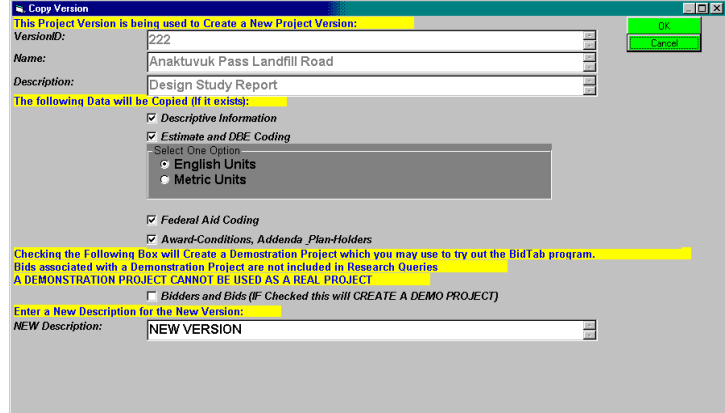 Copy Version
This Project Version is being used to Create a New Project Version:
OK
VersionID:
222
Cancel
Name:
Anaktuvuk Pass Landfill Road
Description:
Design Study Report
The following Data will be Copied (If it exists):
Descriptive Information
Estimate and DBE Coding
Select One Option
English Units
Metric Units
Federal Aid Coding
Award-Conditions, Addenda_Plan-Holders
Checking the Following Box will Create a Demostration Project which you may use to try out the BidTab program.
Bids associated with a Demonstration Project are not included in Research Queries
A DEMONSTRATION PROJECT CANNOT BE USED AS A REAL PROJECT
Bidders and Bids (IF Checked this will CREATE A DEMO PROJECT)
Enter a New Description for the New Version:
NEW Description:
NEW VERSION